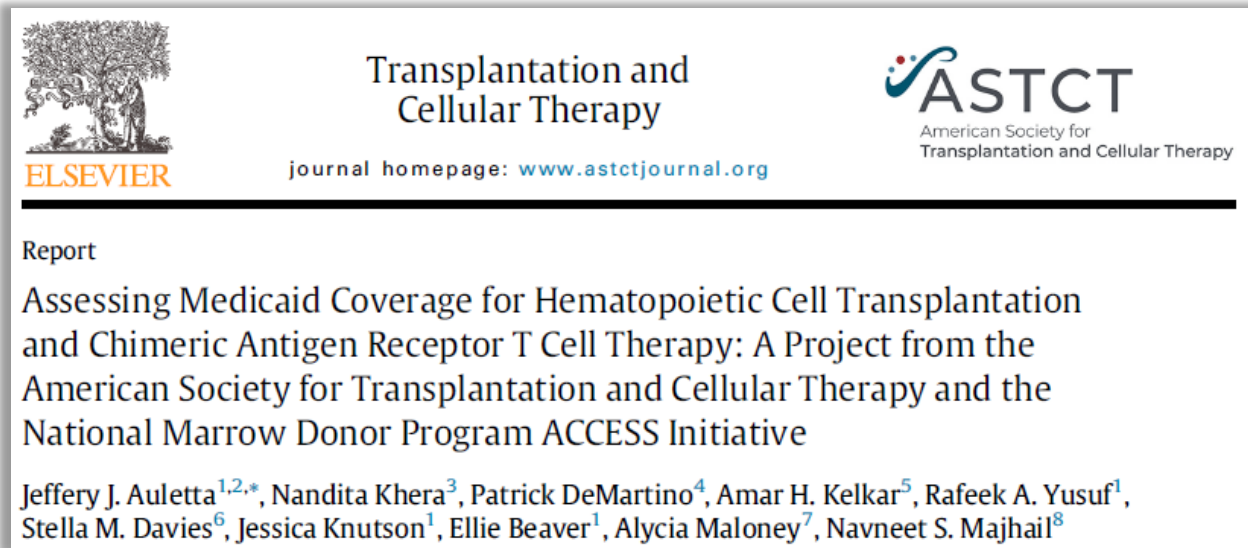 ELSEVIER
Transplantation and
Cellular Therapy
journal homepage: www.astctjournal.org
ASTCT
American Society for
Transplantation and Cellular Therapy
Report
Assessing Medicaid Coverage for Hematopoietic Cell Transplantation
and Chimeric Antigen Receptor T Cell Therapy: A Project from the
American Society for Transplantation and Cellular Therapy and the
National Marrow Donor Program ACCESS Initiative
Jeffery J. Auletta1,2,*, Nandita Khera3, Patrick DeMartino4, Amar H. Kelkar5, Rafeek A. Yusuf1,
Stella M. Davies6, Jessica Knutson1, Ellie Beaver1, Alycia Maloney7, Navneet S. Majhail8